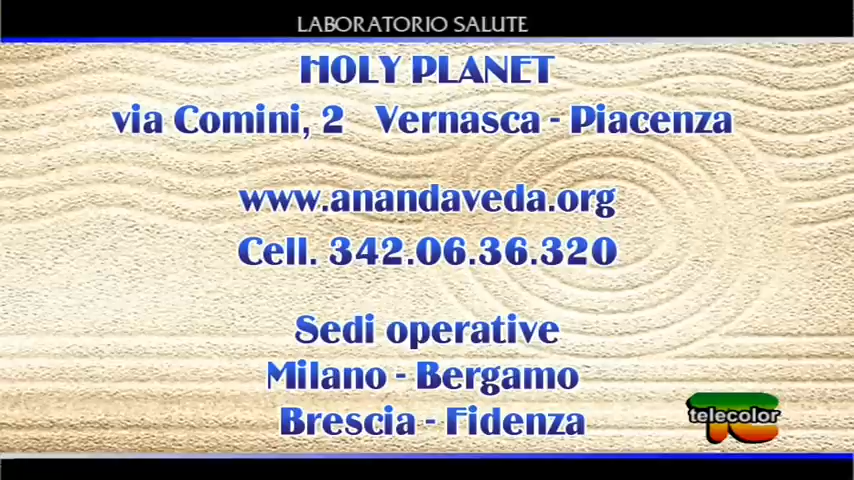 LABORATORIO SALUTE
HOLY PLANET
via Comini, 2 Vernasca - Piacenza
www.anandaveda.org
Cell. 342.06.36.320
Sedi operative
Milano - Bergamo
Brescia - Fidenza
telecolor